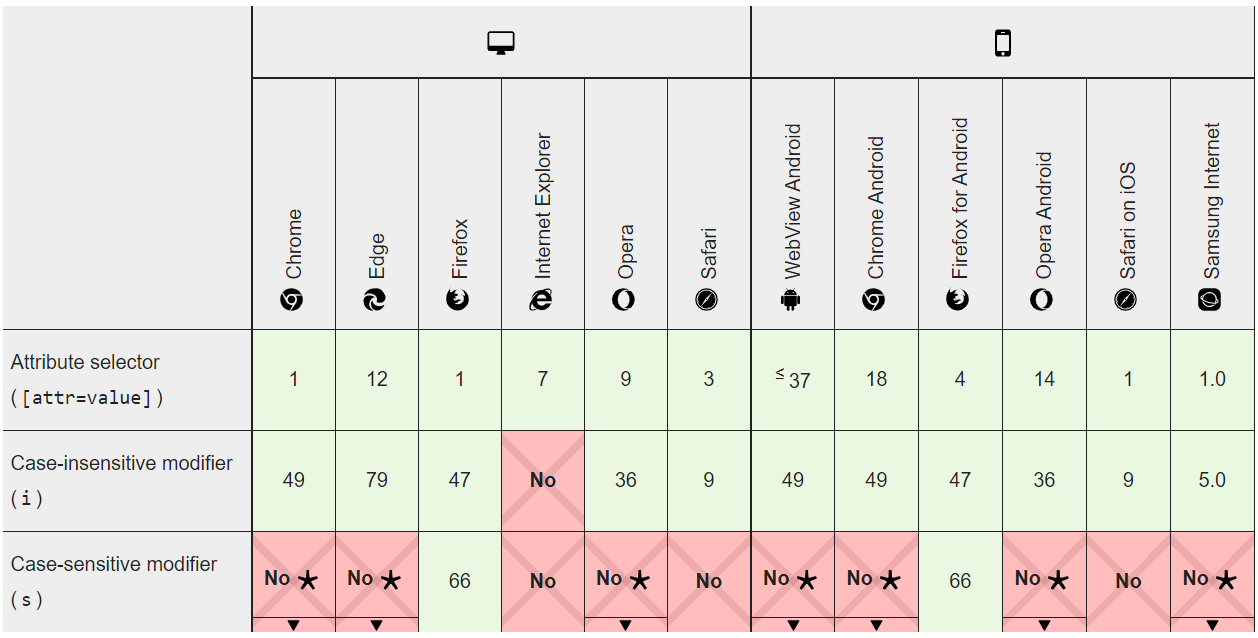 Chrome
Edge
Firefox
Internet Explorer
Opera
Safari
WebView Android
Chrome Android
Firefox for Android
Opera Android
Safari on iOS
Samsung Internet
Attribute selector
([attr=value])
1 12 1 7 9 3 ≤ 37 18 4 14 1 1.0
Case-insensitive modifier
(i)
49 79 47 No 36 9 49 49 47 36 9 5.0
Case-sensitive modifier
(s)
No No 66 No No No No No 66 No No No